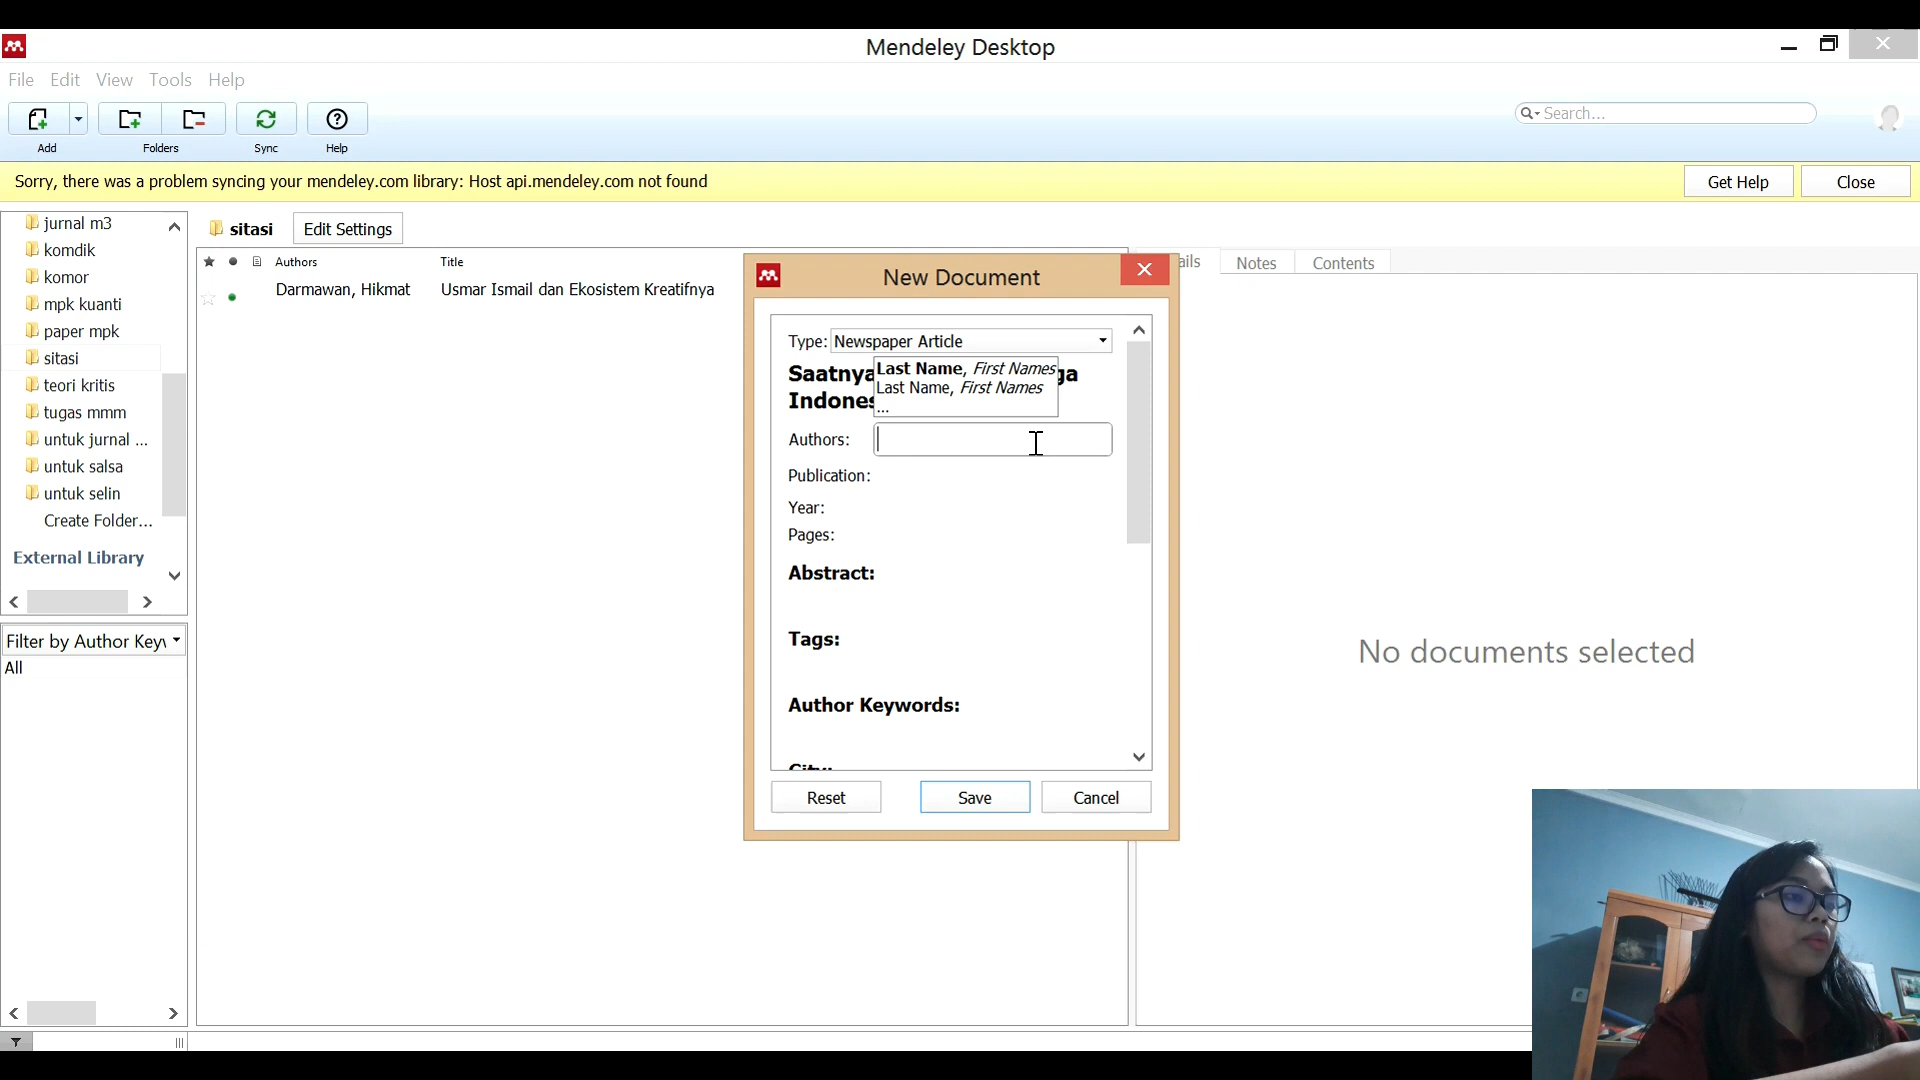 Mendeley Desktop
File Edit View Tools Help
Search...
Add Folders Sync Help
Sorry, there was a problem syncing your mendeley.com library: Host api.mendeley.com not found
Get Help Close
jurnal m3
komdik
komor
mpk kuanti
paper mpk
sitasi
teori kritis
tugas mmm
untuk jurnal ...
untuk salsa
untuk selin
Create Folder...
External Library
Filter by Author Keyw
All
sitasi Edit Settings
Authors Title
Darmawan, Hikmat Usmar Ismail dan Ekosistem Kreatifnya
Notes Contents
No documents selected
New Document
Type: Newspaper Article
Last Name, First Names
Last Name, First Names
...
Saatnya
Authors:
Publication:
Year:
Pages:
Abstract:
Tags:
Author Keywords:
City:
Reset Save Cancel